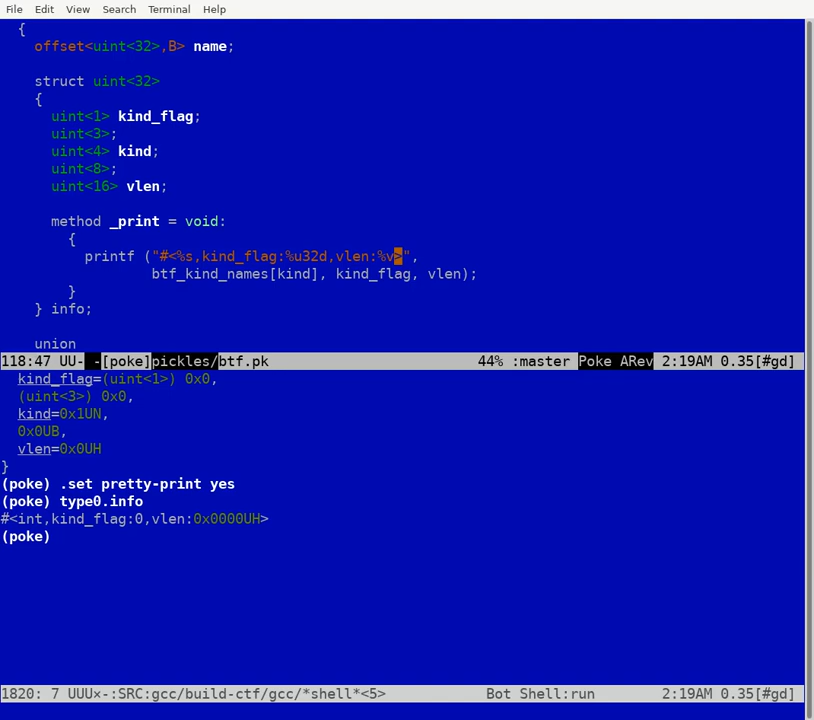 File Edit View Search Terminal Help
{
offset<uint<32>,B> name;
struct uint<32>
{
uint<1> kind_flag;
uint<3>;
uint<4> kind;
uint<8>;
uint<16> vlen;
method _print = void:
{
printf ("#<%s,kind_flag:%u32d,vlen:%v>",
btf_kind_names[kind], kind_flag, vlen);
}
} info;
union
118:47 UU- -[poke]pickles/btf.pk 44% :master Poke ARev 2:19AM 0.35[#gd]
kind_flag=(uint<1>) 0x0,
(uint<3>) 0x0,
kind=0x1UN,
0x0UB,
vlen=0x0UH
}
(poke) .set pretty-print yes
(poke) type0.info
#<int,kind_flag:0,vlen:0x0000UH>
(poke)
1820: 7 UUU×-:SRC:gcc/build-ctf/gcc/*shell*<5> Bot Shell:run 2:19AM 0.35[#gd]